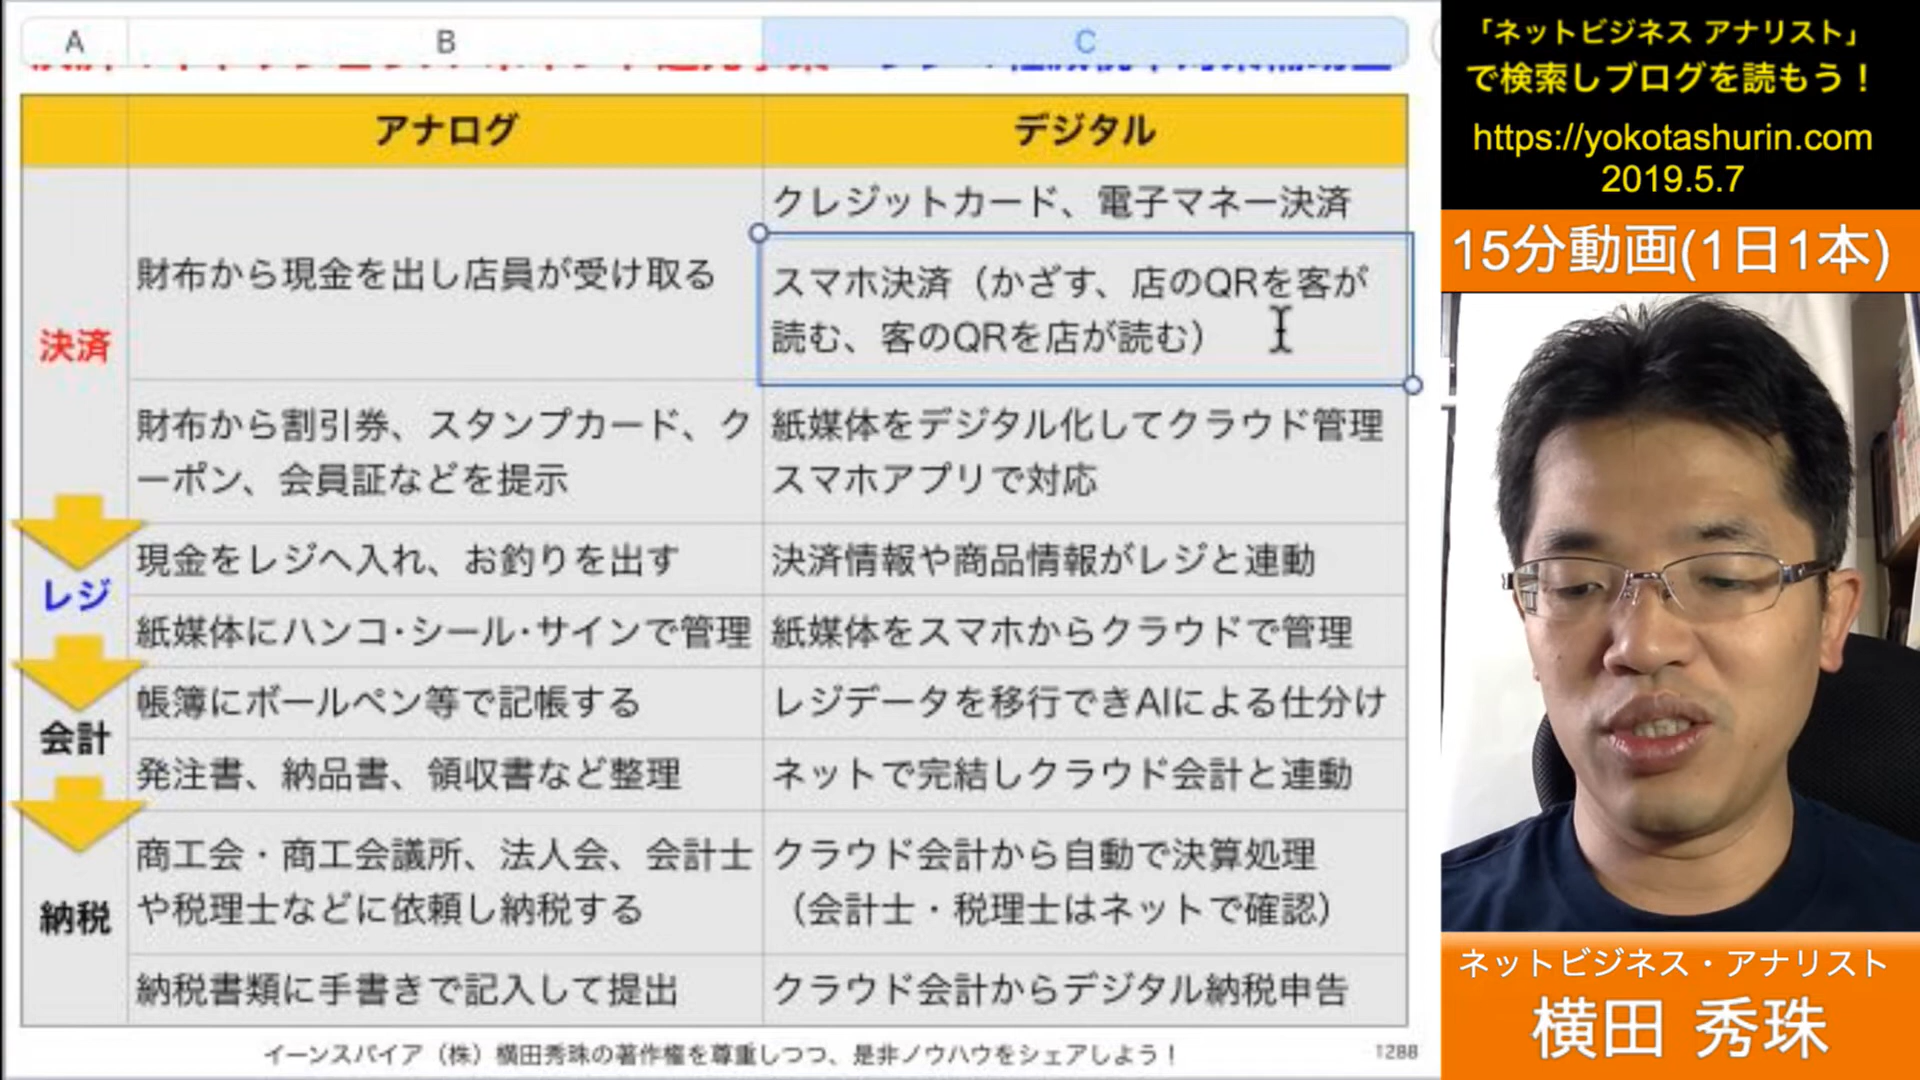 A
B
C
アナログ
デジタル
決済
財布から現金を出し店員が受け取る
クレジットカード、電子マネー決済
スマホ決済（かざす、店のQRを客が
読む、客のQRを店が読む）
財布から割引券、スタンプカード、ク
ーポン、会員証などを提示
紙媒体をデジタル化してクラウド管理
スマホアプリで対応
レジ
現金をレジへ入れ、お釣りを出す
決済情報や商品情報がレジと連動
紙媒体にハンコ・シール・サインで管理
紙媒体をスマホからクラウドで管理
会計
帳簿にボールペン等で記帳する
レジデータを移行できAIによる仕分け
発注書、納品書、領収書など整理
ネットで完結しクラウド会計と連動
納税
商工会・商工会議所、法人会、会計士
や税理士などに依頼し納税する
クラウド会計から自動で決算処理
（会計士・税理士はネットで確認）
納税書類に手書きで記入して提出
クラウド会計からデジタル納税申告
イーンスパイア（株）横田秀珠の著作権を尊重しつつ、是非ノウハウをシェアしよう！
1288
「ネットビジネス アナリスト」
で検索しブログを読もう！
https://yokotashurin.com
2019.5.7
15分動画(1日1本)
ネットビジネス・アナリスト
横田 秀珠